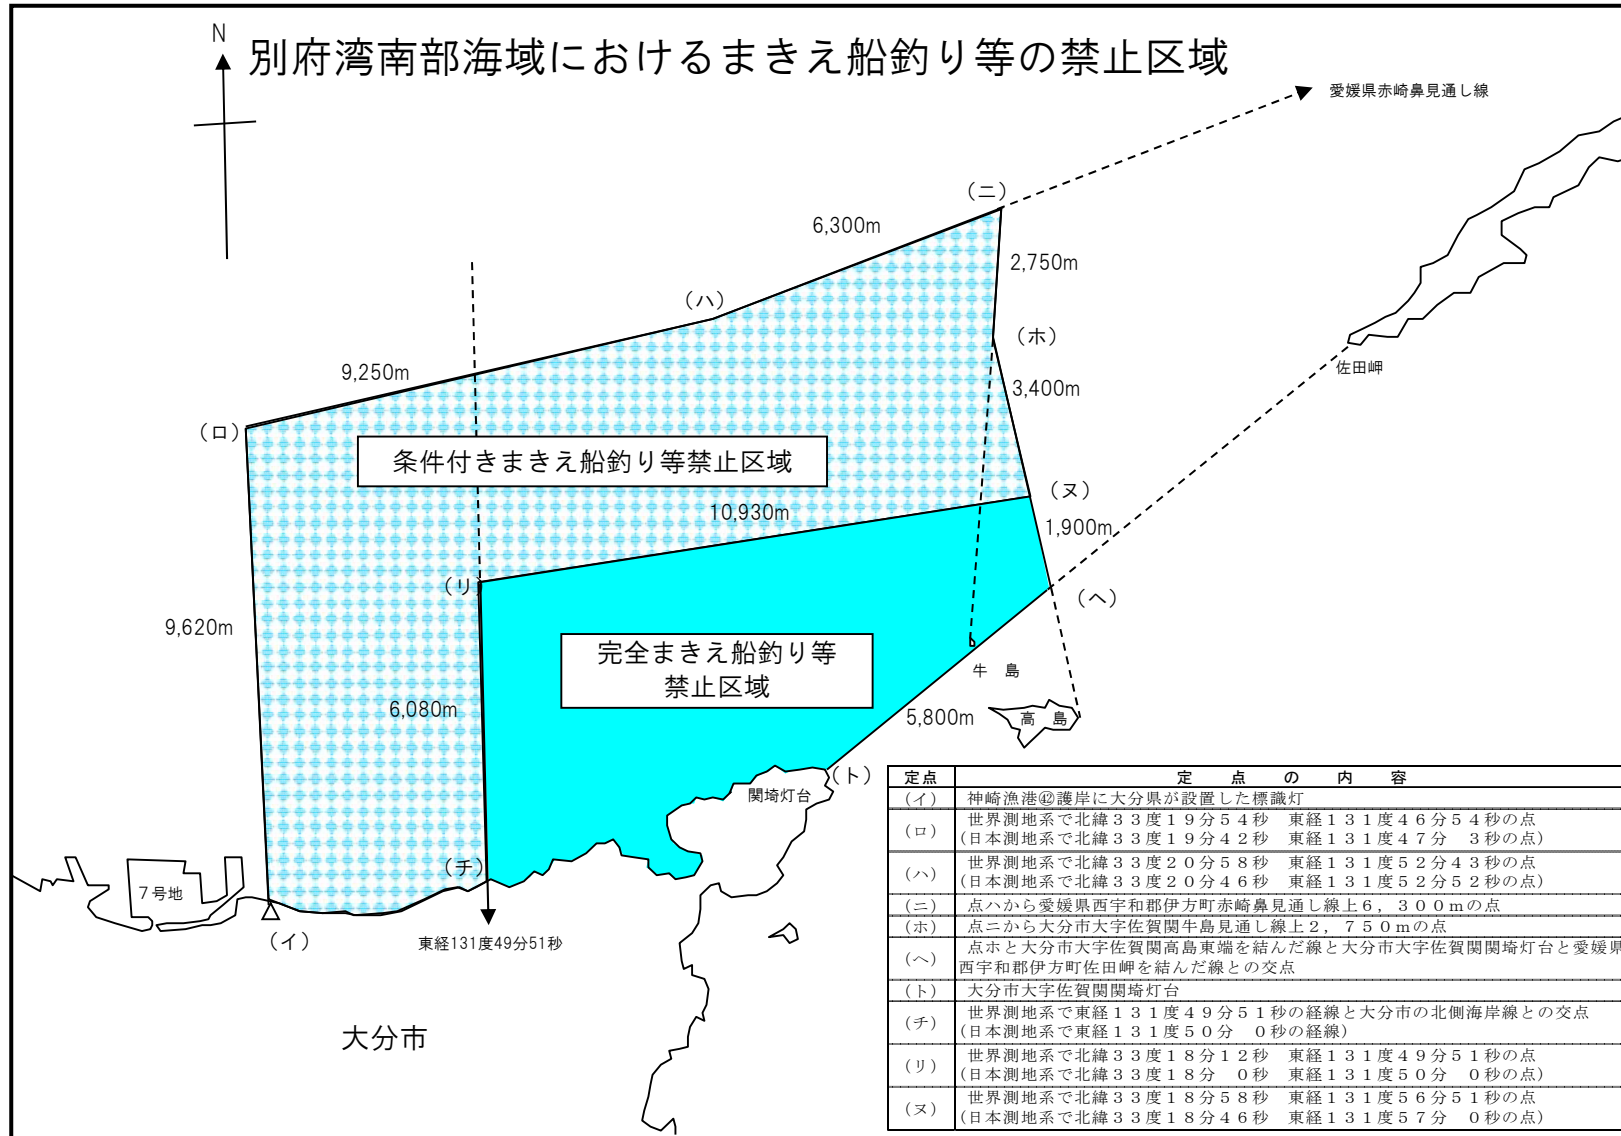 別府湾南部海域におけるまきえ船釣り等の禁止区域
N
愛媛県赤崎鼻見通し線
(ニ)
6,300m
2,750m
(ハ)
(ホ)
佐田岬
9,250m
3,400m
(ロ)
条件付きまきえ船釣り等禁止区域
(ヌ)
10,930m
1,900m
(リ)
(ヘ)
9,620m
完全まきえ船釣り等
禁止区域
牛 島
6,080m
5,800m
高 島
(ト)
関埼灯台
(チ)
7号地
(イ)
東経131度49分51秒
大分市
定点 定点の内容
(イ) 神崎漁港㊷護岸に大分県が設置した標識灯
(ロ) 世界測地系で北緯33度19分54秒 東経131度46分54秒の点
(日本測地系で北緯33度19分42秒 東経131度47分 3秒の点)
(ハ) 世界測地系で北緯33度20分58秒 東経131度52分43秒の点
(日本測地系で北緯33度20分46秒 東経131度52分52秒の点)
(ニ) 点ハから愛媛県西宇和郡伊方町赤崎鼻見通し線上6,300mの点
(ホ) 点ニから大分市大字佐賀関牛島見通し線上2,750mの点
(ヘ) 点ホと大分市大字佐賀関高島東端を結んだ線と大分市大字佐賀関関埼灯台と愛媛県
西宇和郡伊方町佐田岬を結んだ線との交点
(ト) 大分市大字佐賀関関埼灯台
(チ) 世界測地系で東経131度49分51秒の経線と大分市の北側海岸線との交点
(日本測地系で東経131度50分 0秒の経線)
(リ) 世界測地系で北緯33度18分12秒 東経131度49分51秒の点
(日本測地系で北緯33度18分 0秒 東経131度50分 0秒の点)
(ヌ) 世界測地系で北緯33度18分58秒 東経131度56分51秒の点
(日本測地系で北緯33度18分46秒 東経131度57分 0秒の点)